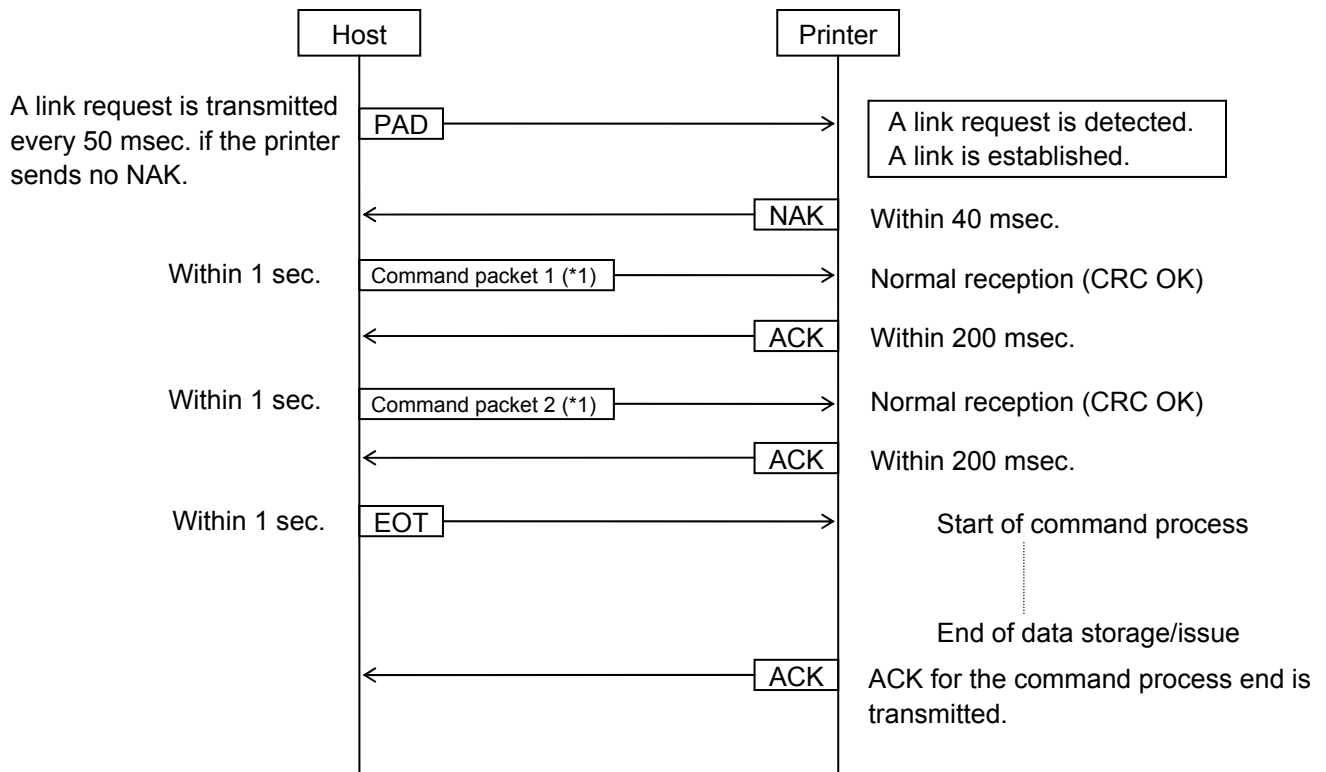 Host
Printer
A link request is transmitted
every 50 msec. if the printer
sends no NAK.
PAD
A link request is detected.
A link is established.
NAK
Within 40 msec.
Within 1 sec.
Command packet 1 (*1)
Normal reception (CRC OK)
ACK
Within 200 msec.
Within 1 sec.
Command packet 2 (*1)
Normal reception (CRC OK)
ACK
Within 200 msec.
Within 1 sec.
EOT
Start of command process
End of data storage/issue
ACK
ACK for the command process end is
transmitted.